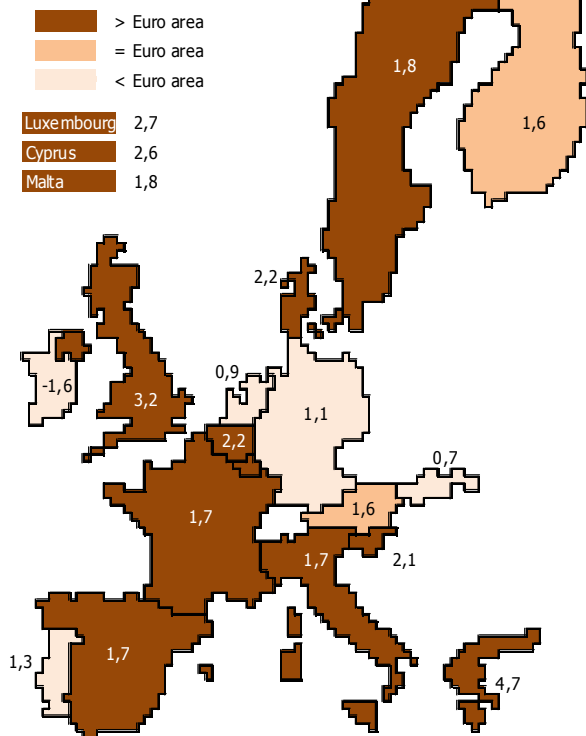 > Euro area
= Euro area
< Euro area
Luxembourg 2,7
Cyprus 2,6
Malta 1,8
1,8
1,6
2,2
0,9
-1,6
3,2
1,1
2,2
0,7
1,7
1,6
1,7
2,1
1,3
1,7
4,7